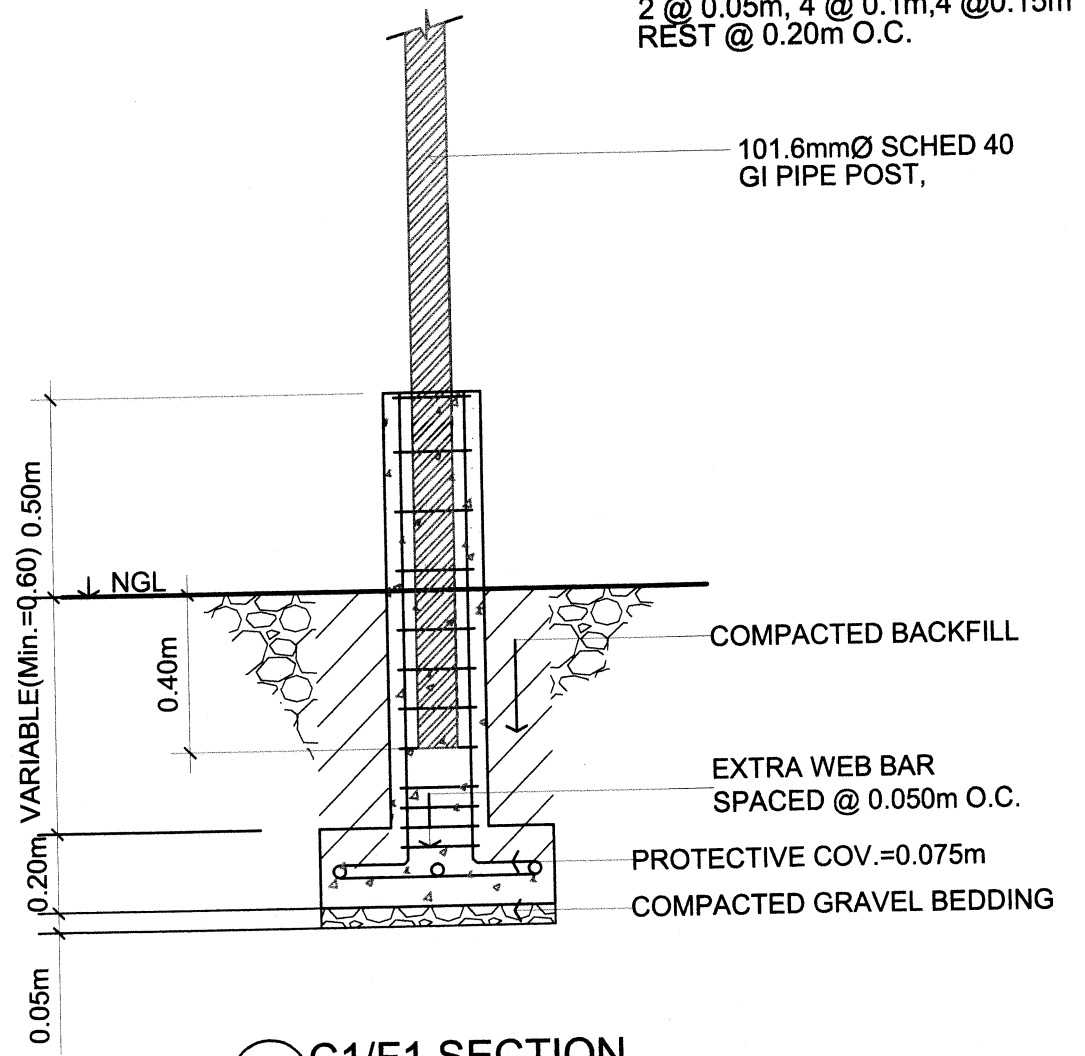 2 @ 0.05m, 4 @ 0.1m,4 @0.15m
REST @ 0.20m O.C.
101.6mmØ SCHED 40
GI PIPE POST,
0.50m
NGL
VARIABLE(Min.=0.60)
0.40m
COMPACTED BACKFILL
EXTRA WEB BAR
SPACED @ 0.050m O.C.
0.20m
PROTECTIVE COV.=0.075m
COMPACTED GRAVEL BEDDING
0.05m
C1/F1 SECTION